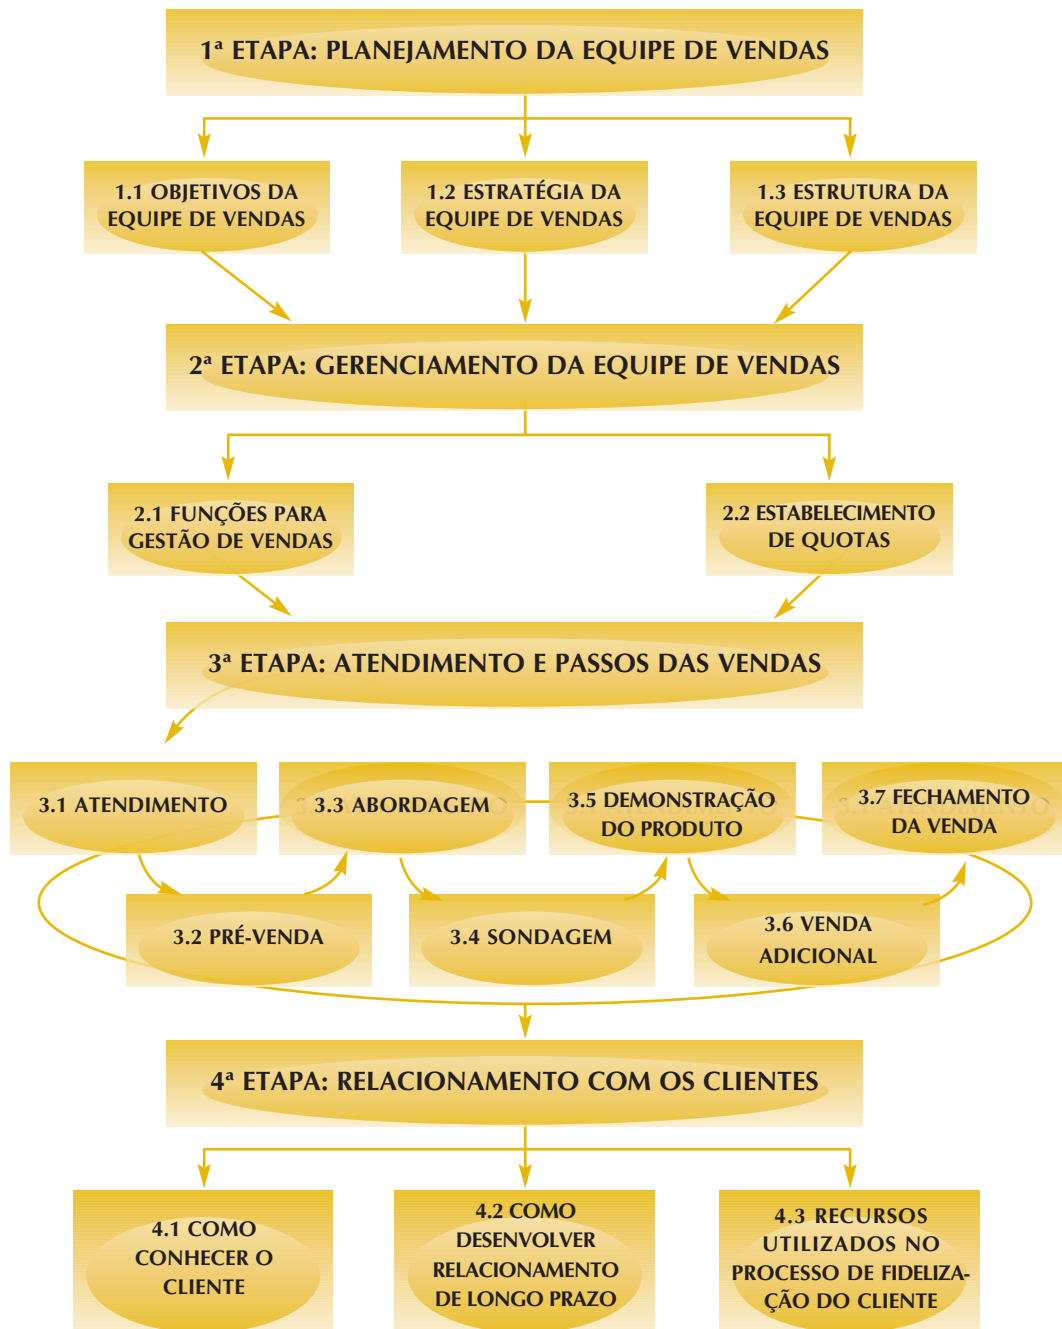 1ª ETAPA: PLANEJAMENTO DA EQUIPE DE VENDAS
1.1 OBJETIVOS DA
EQUIPE DE VENDAS
1.2 ESTRATÉGIA DA
EQUIPE DE VENDAS
1.3 ESTRUTURA DA
EQUIPE DE VENDAS
2ª ETAPA: GERENCIAMENTO DA EQUIPE DE VENDAS
2.1 FUNÇÕES PARA
GESTÃO DE VENDAS
2.2 ESTABELECIMENTO
DE QUOTAS
3ª ETAPA: ATENDIMENTO E PASSOS DAS VENDAS
3.1 ATENDIMENTO
3.2 PRÉ-VENDA
3.3 ABORDAGEM
3.4 SONDAGEM
3.5 DEMONSTRAÇÃO
DO PRODUTO
3.6 VENDA
ADICIONAL
3.7 FECHAMENTO
DA VENDA
4ª ETAPA: RELACIONAMENTO COM OS CLIENTES
4.1 COMO
CONHECER O
CLIENTE
4.2 COMO
DESENVOLVER
RELACIONAMENTO
DE LONGO PRAZO
4.3 RECURSOS
UTILIZADOS NO
PROCESSO DE FIDELIZA-
ÇÃO DO CLIENTE